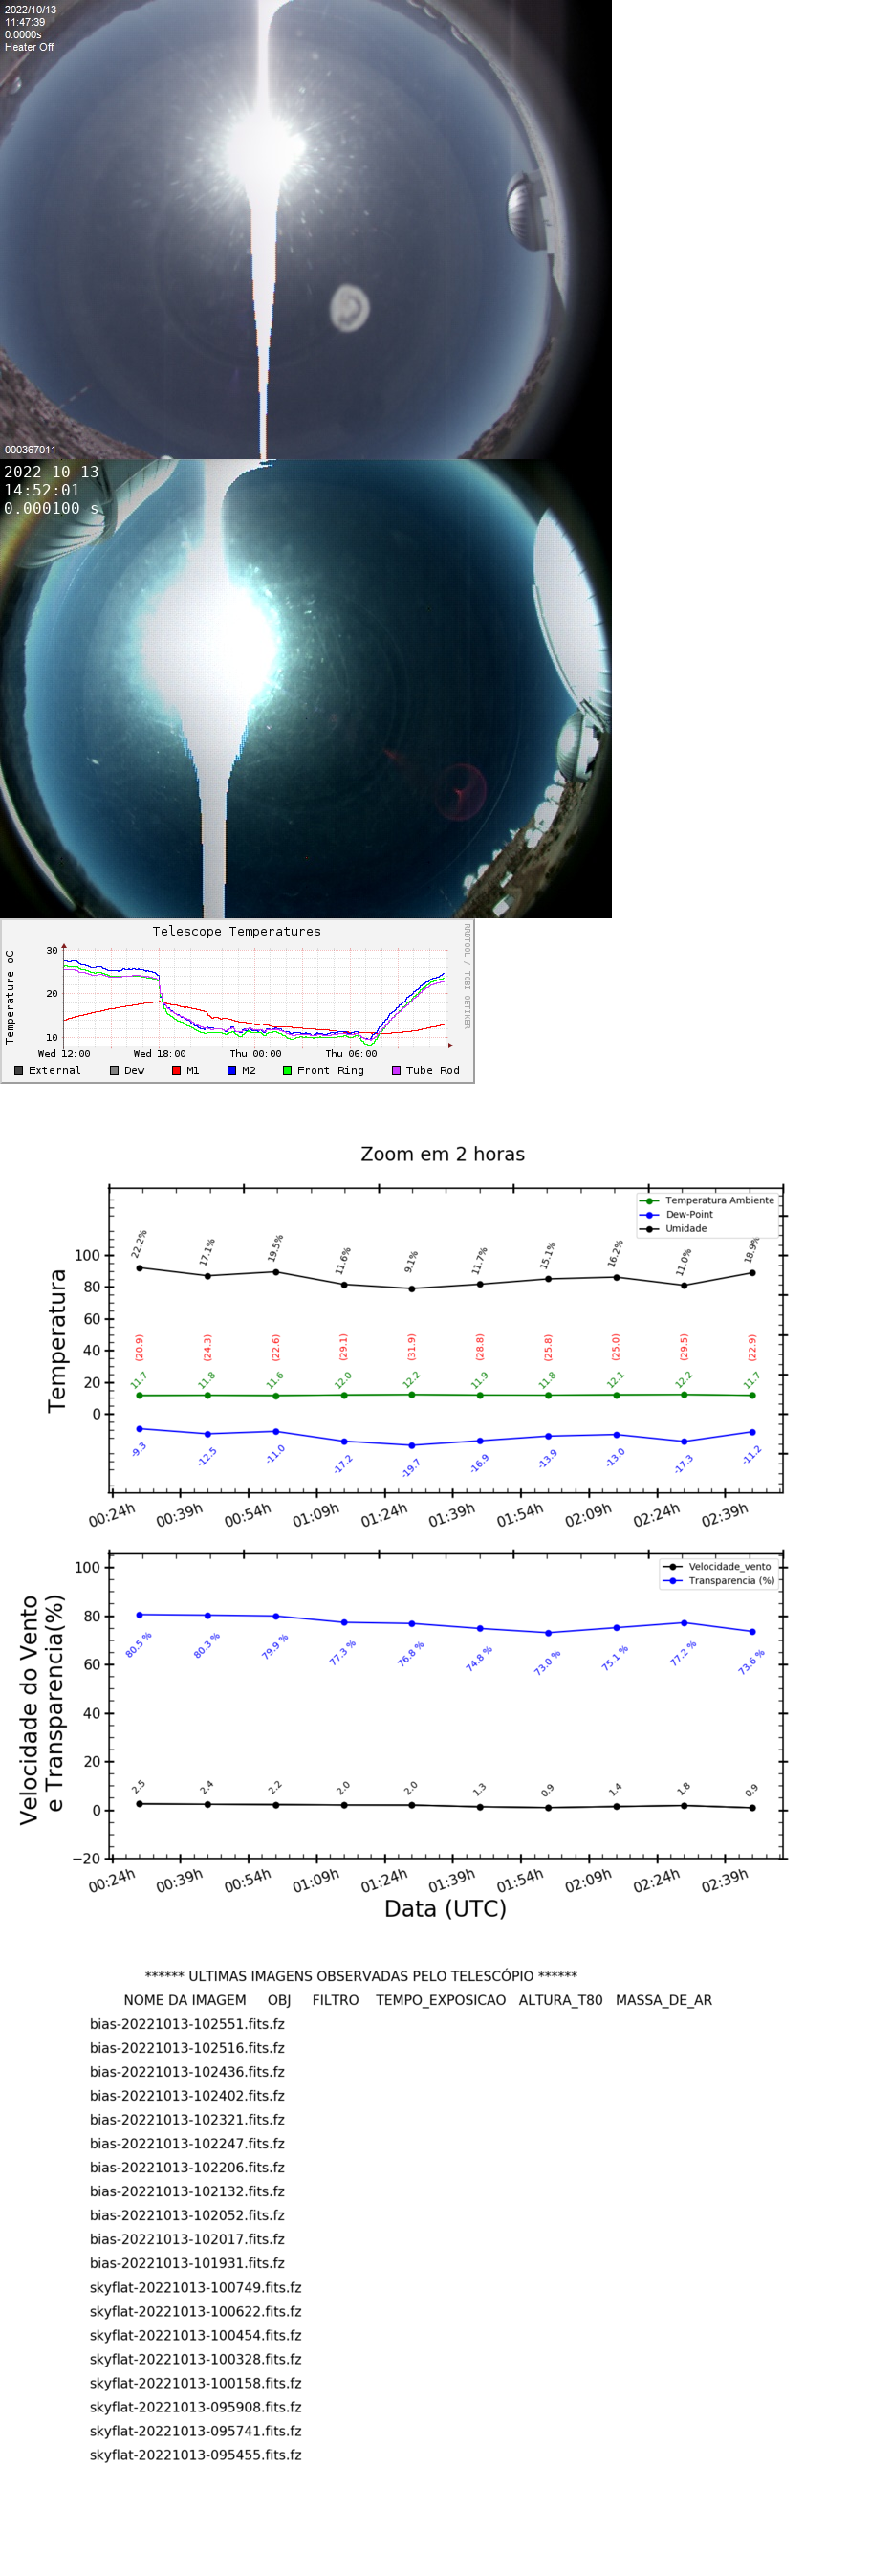 2022/10/13
11:47:39
0.0000s
Heater Off
000367011
2022-10-13
14:52:01
0.000100 s
Telescope Temperatures
RRDTOOL / TOBI OETIKER
Temperature oC
30
20
10
Wed 12:00 Wed 18:00 Thu 00:00 Thu 06:00
External Dew M1 M2 Front Ring Tube Rod
Zoom em 2 horas
Temperatura Ambiente
Dew-Point
Umidade
Temperatura
100
80
60
40
20
0
22.2% 17.1% 19.5% 11.6% 9.1% 11.7% 15.1% 16.2% 11.0% 18.9%
(20.9) (24.3) (22.6) (29.1) (31.9) (28.8) (25.8) (25.0) (29.5) (22.9)
11.7 11.8 11.6 12.0 12.2 11.9 11.8 12.1 12.2 11.7
-9.3 -12.5 -11.0 -17.2 -19.7 -16.9 -13.9 -13.0 -17.3 -11.2
00:24h 00:39h 00:54h 01:09h 01:24h 01:39h 01:54h 02:09h 02:24h 02:39h
Velocidade_vento
Transparencia (%)
Velocidade do Vento
e Transparencia(%)
100
80
60
40
20
0
−20
80.5 % 80.3 % 79.9 % 77.3 % 76.8 % 74.8 % 73.0 % 75.1 % 77.2 % 73.6 %
2.5 2.4 2.2 2.0 2.0 1.3 0.9 1.4 1.8 0.9
00:24h 00:39h 00:54h 01:09h 01:24h 01:39h 01:54h 02:09h 02:24h 02:39h
Data (UTC)
****** ULTIMAS IMAGENS OBSERVADAS PELO TELESCÓPIO ******
NOME DA IMAGEM OBJ FILTRO TEMPO_EXPOSICAO ALTURA_T80 MASSA_DE_AR
bias-20221013-102551.fits.fz
bias-20221013-102516.fits.fz
bias-20221013-102436.fits.fz
bias-20221013-102402.fits.fz
bias-20221013-102321.fits.fz
bias-20221013-102247.fits.fz
bias-20221013-102206.fits.fz
bias-20221013-102132.fits.fz
bias-20221013-102052.fits.fz
bias-20221013-102017.fits.fz
bias-20221013-101931.fits.fz
skyflat-20221013-100749.fits.fz
skyflat-20221013-100622.fits.fz
skyflat-20221013-100454.fits.fz
skyflat-20221013-100328.fits.fz
skyflat-20221013-100158.fits.fz
skyflat-20221013-095908.fits.fz
skyflat-20221013-095741.fits.fz
skyflat-20221013-095455.fits.fz